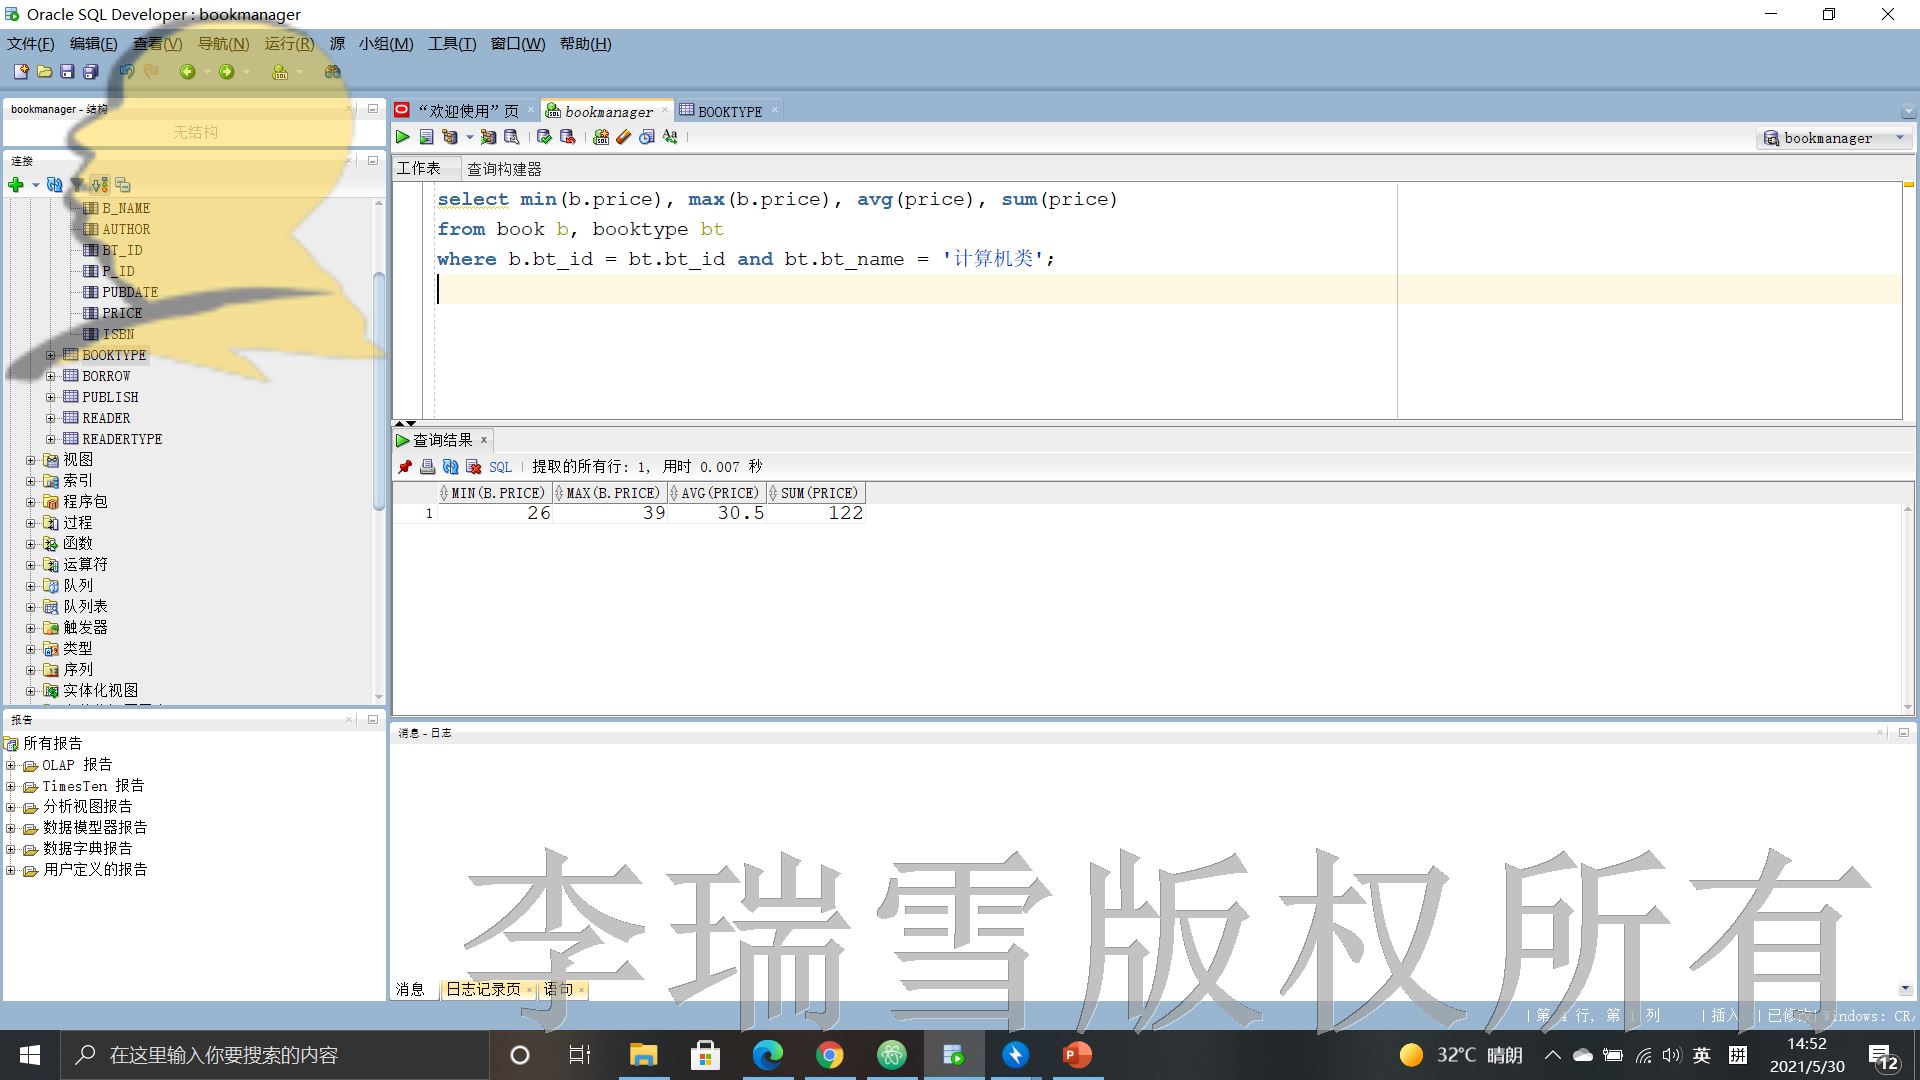 Oracle SQL Developer : bookmanager
文件(F) 编辑(E) 查看(V) 导航(N) 运行(R) 源 小组(M) 工具(T) 窗口(W) 帮助(H)
bookmanager - 结构
无结构
连接
B_NAME
AUTHOR
BT_ID
P_ID
PUBDATE
PRICE
ISBN
BOOKTYPE
BORROW
PUBLISH
READER
READERTYPE
视图
索引
程序包
过程
函数
运算符
队列
队列表
触发器
类型
序列
实体化视图
报告
所有报告
OLAP 报告
TimesTen 报告
分析视图报告
数据模型器报告
数据字典报告
用户定义的报告
“欢迎使用”页 bookmanager BOOKTYPE
bookmanager
工作表 查询构建器
select min(b.price), max(b.price), avg(price), sum(price)
from book b, booktype bt
where b.bt_id = bt.bt_id and bt.bt_name = '计算机类';
查询结果 x
SQL | 提取的所有行: 1, 用时 0.007 秒
MIN(B.PRICE) MAX(B.PRICE) AVG(PRICE) SUM(PRICE)
1 26 39 30.5 122
消息 - 日志
李瑞雪版权所有
消息 日志记录页 语句
第 4 行, 第 1 列 | 插入 | 已修改 | Windows: CR/
在这里输入你要搜索的内容
32°C 晴朗 英 拼 14:52
2021/5/30
12